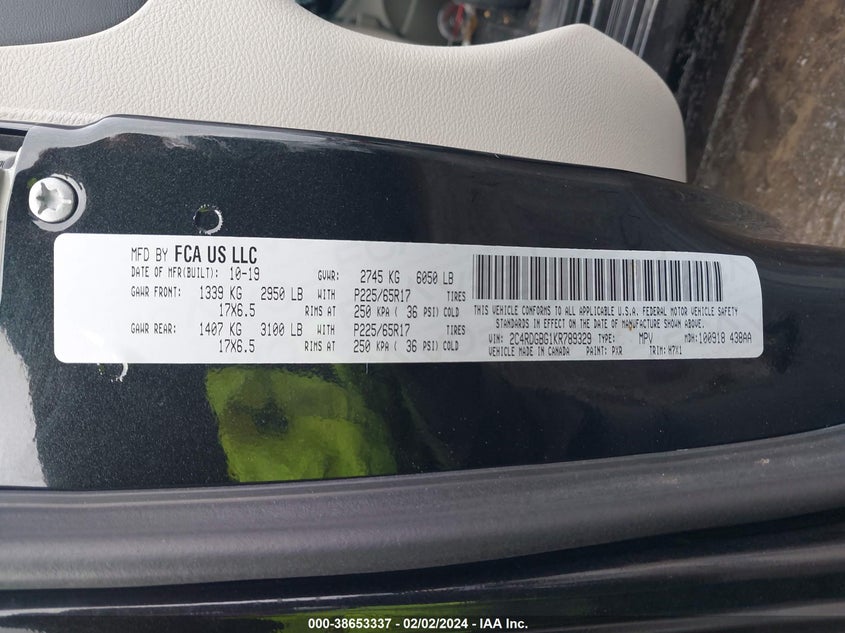 MFD BY FCA US LLC
DATE OF MFR(BUILT): 10-19 GVWR: 2745 KG 6050 LB
GAWR FRONT: 1339 KG 2950 LB WITH P225/65R17 TIRES
17X6.5 RIMS AT 250 KPA ( 36 PSI) COLD
GAWR REAR: 1407 KG 3100 LB WITH P225/65R17 TIRES
17X6.5 RIMS AT 250 KPA ( 36 PSI) COLD
THIS VEHICLE CONFORMS TO ALL APPLICABLE U.S.A. FEDERAL MOTOR VEHICLE SAFETY
STANDARDS IN EFFECT ON THE DATE OF MANUFACTURE SHOWN ABOVE.
VIN: 2C4RDGBG1KR789329 TYPE: MPV MDH: 100918 438AA
VEHICLE MADE IN CANADA PAINT: PXR TRIM: H7X1
000-38653337 - 02/02/2024 - IAA Inc.